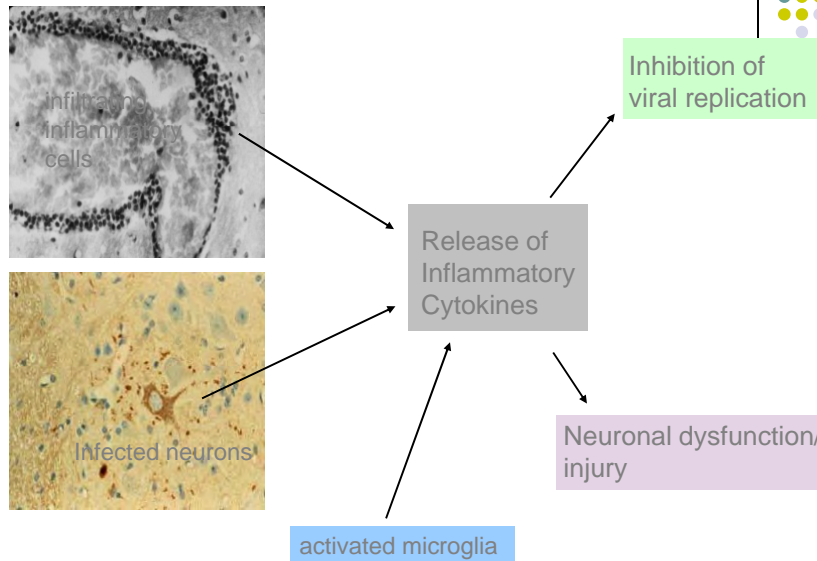 infiltrating
inflammatory
cells
Inhibition of
viral replication
Release of
Inflammatory
Cytokines
Infected neurons
Neuronal dysfunction/
injury
activated microglia